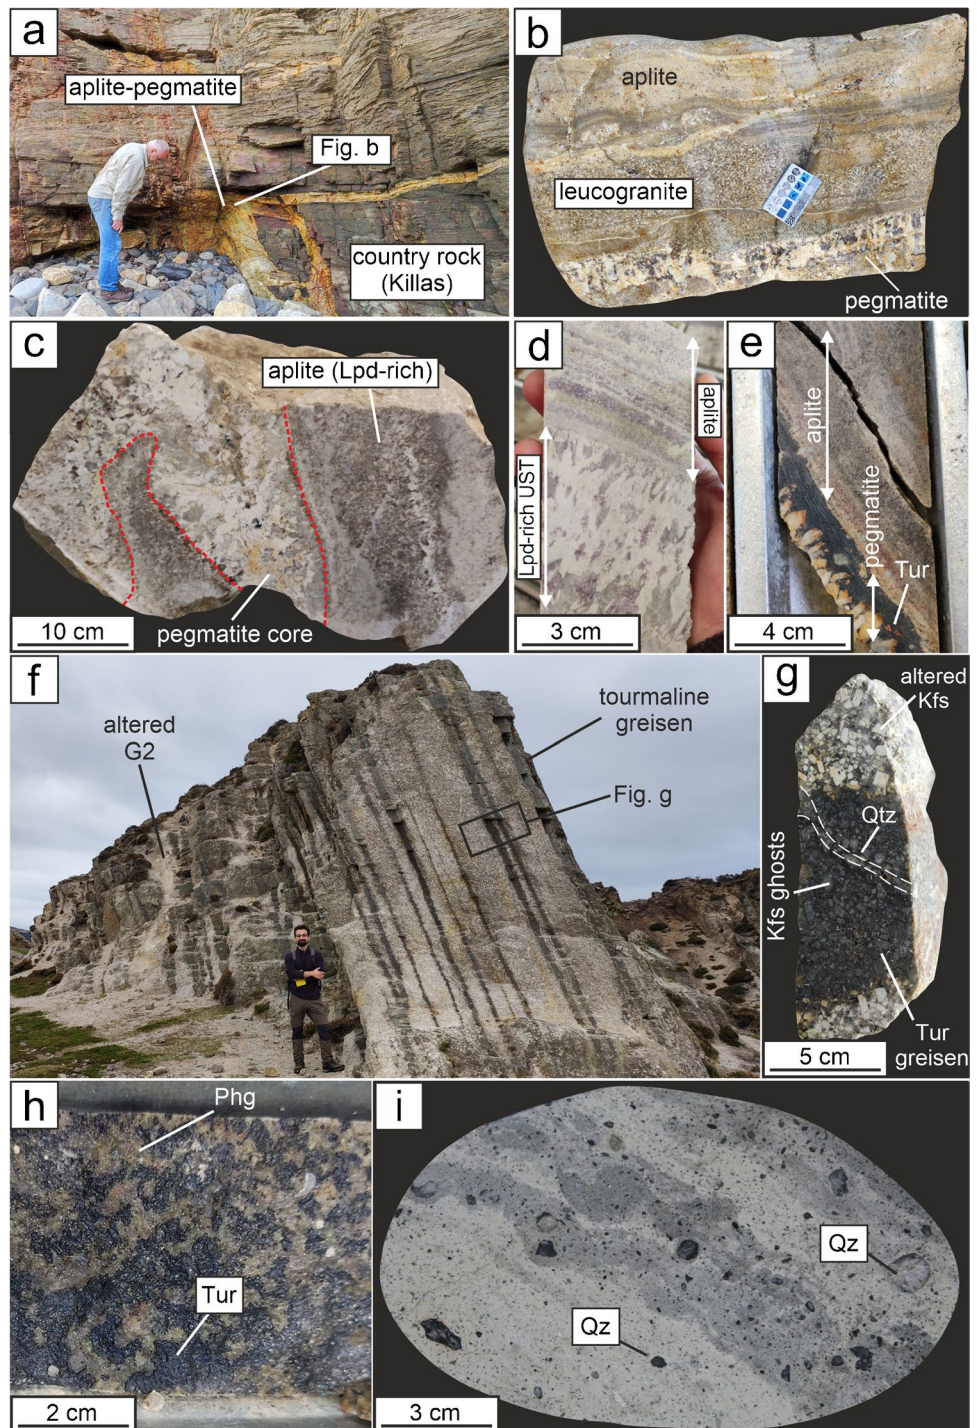 a
aplite-pegmatite
Fig. b
country rock
(Killas)
b
aplite
leucogranite
pegmatite
c
aplite (Lpd-rich)
10 cm
pegmatite core
d
aplite
Lpd-rich UST
3 cm
e
aplite
pegmatite
Tur
4 cm
f
altered
G2
tourmaline
greisen
Fig. g
g
altered
Kfs
Qtz
Kfs ghosts
Tur
greisen
5 cm
h
Phg
Tur
2 cm
i
Qz
Qz
3 cm